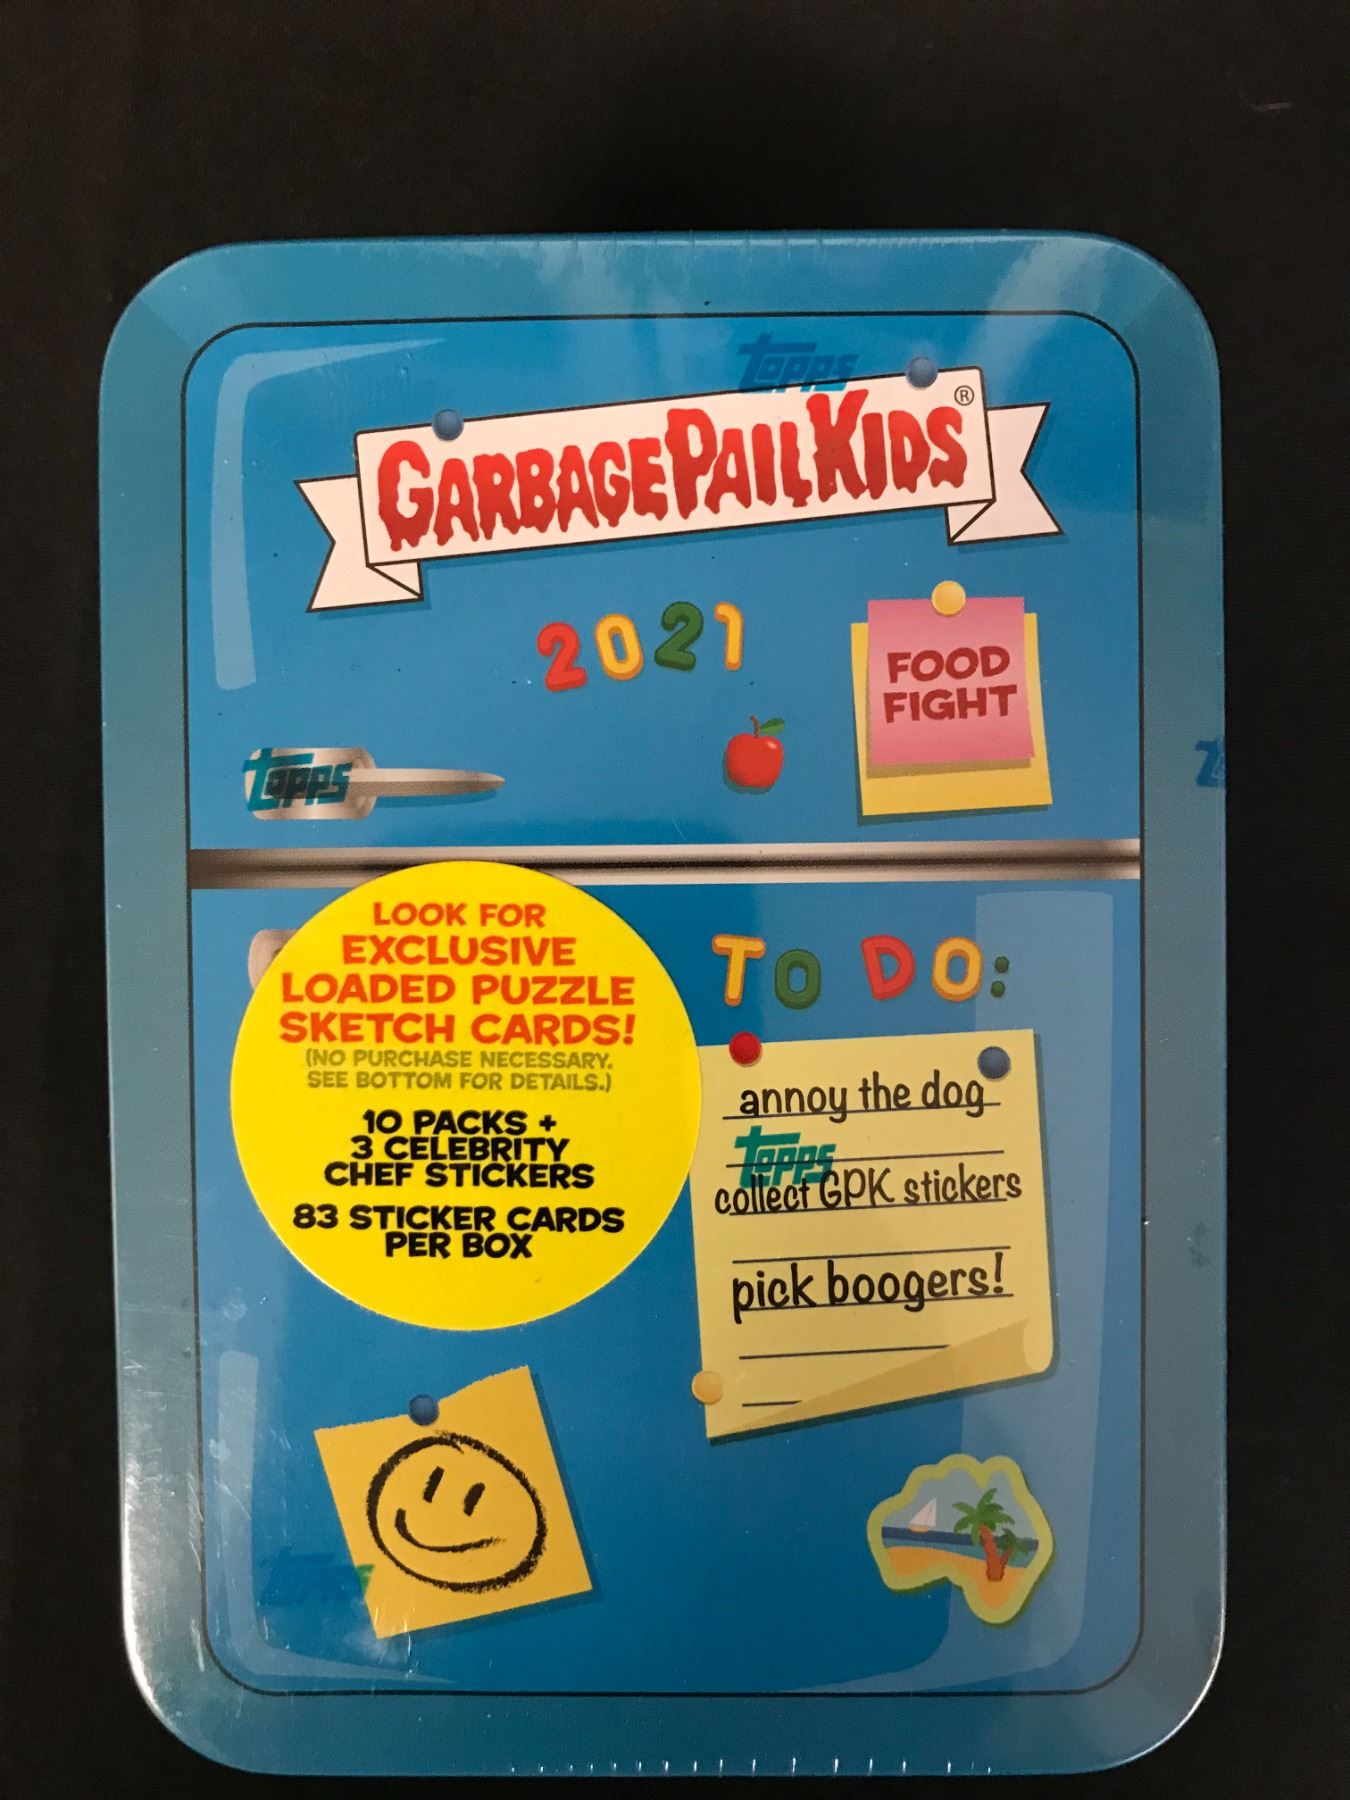 Topps
GARBAGE PAIL KIDS®
2021
FOOD
FIGHT
Topps
LOOK FOR
EXCLUSIVE
LOADED PUZZLE
SKETCH CARDS!
(NO PURCHASE NECESSARY.
SEE BOTTOM FOR DETAILS.)
10 PACKS +
3 CELEBRITY
CHEF STICKERS
83 STICKER CARDS
PER BOX
TO DO:
annoy the dog
Topps
collect GPK stickers
pick boogers!
Topps